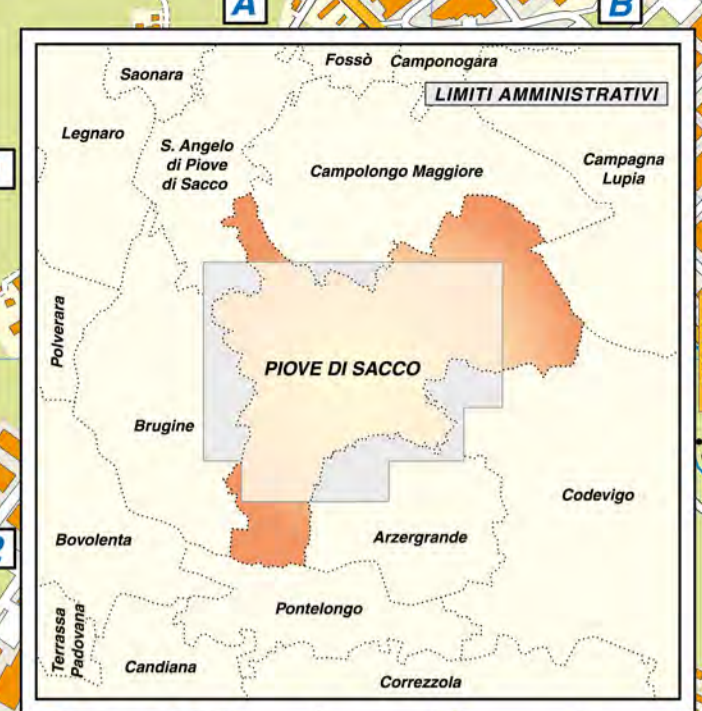 A
B
Fossò
Camponogara
Saonara
LIMITI AMMINISTRATIVI
Legnaro
S. Angelo
di Piove
di Sacco
Campolongo Maggiore
Campagna
Lupia
Polverara
PIOVE DI SACCO
Brugine
Codevigo
Bovolenta
Arzergrande
Pontelongo
Terrassa
Padovana
Candiana
Correzzola